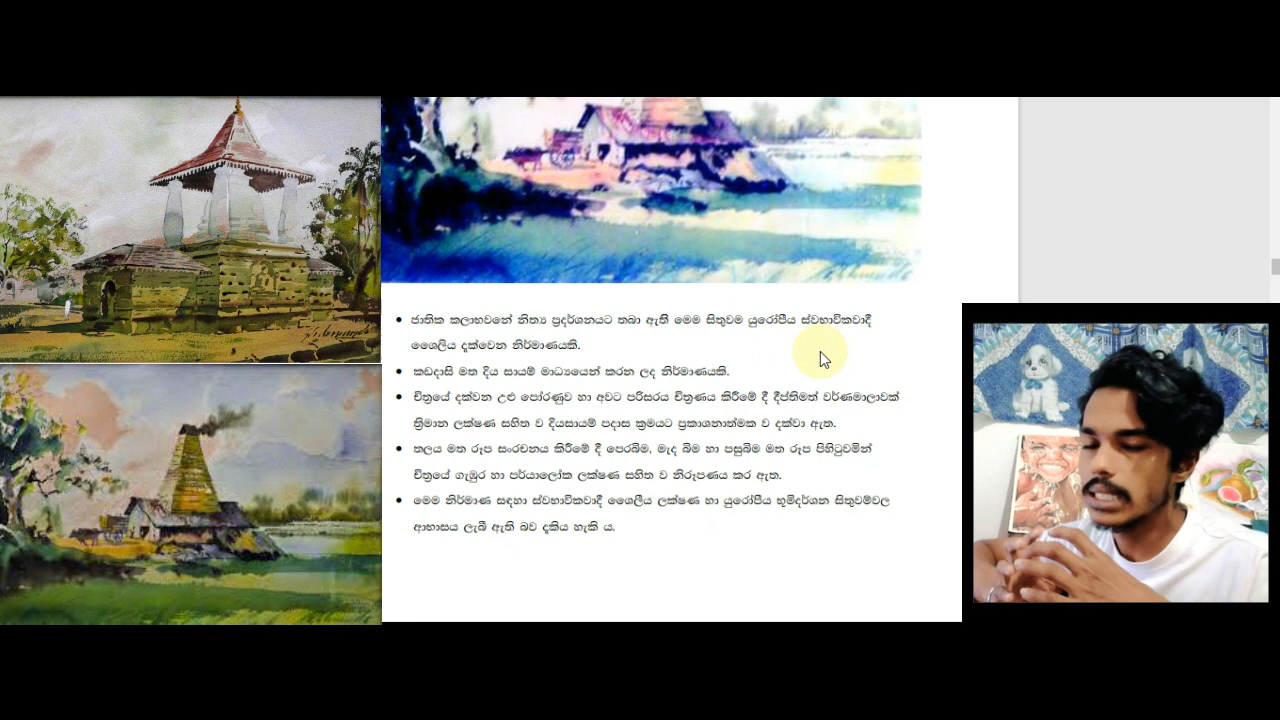 ජාතික කලාභවනේ නිත්‍ය ප්‍රදර්ශනයට තබා ඇති මෙම සිතුවම යුරෝපීය ස්වභාවිකවාදී
ශෛලිය දැක්වෙන නිර්මාණයකි.
කඩදාසි මත දිය සායම් මාධ්‍යයෙන් කරන ලද නිර්මාණයකි.
චිත්‍රයේ දක්වන උළු පෝරණුව හා අවට පරිසරය චිත්‍රණය කිරීමේ දී දීප්තිමත් වර්ණමාලාවක්
ත්‍රිමාන ලක්ෂණ සහිත ව දියසායම් පදාස ක්‍රමයට ප්‍රකාශනාත්මක ව දක්වා ඇත.
තලය මත රූප සංරචනය කිරීමේ දී පෙරබිම, මැද බිම හා පසුබිම මත රූප පිහිටුවමින්
චිත්‍රයේ ගැඹුර හා පර්යාලෝක ලක්ෂණ සහිත ව නිරූපණය කර ඇත.
මෙම නිර්මාණ සඳහා ස්වභාවිකවාදී ශෛලීය ලක්ෂණ හා යුරෝපීය භූමිදර්ශන සිතුවම්වල
ආභාසය ලැබී ඇති බව දැකිය හැකි ය.